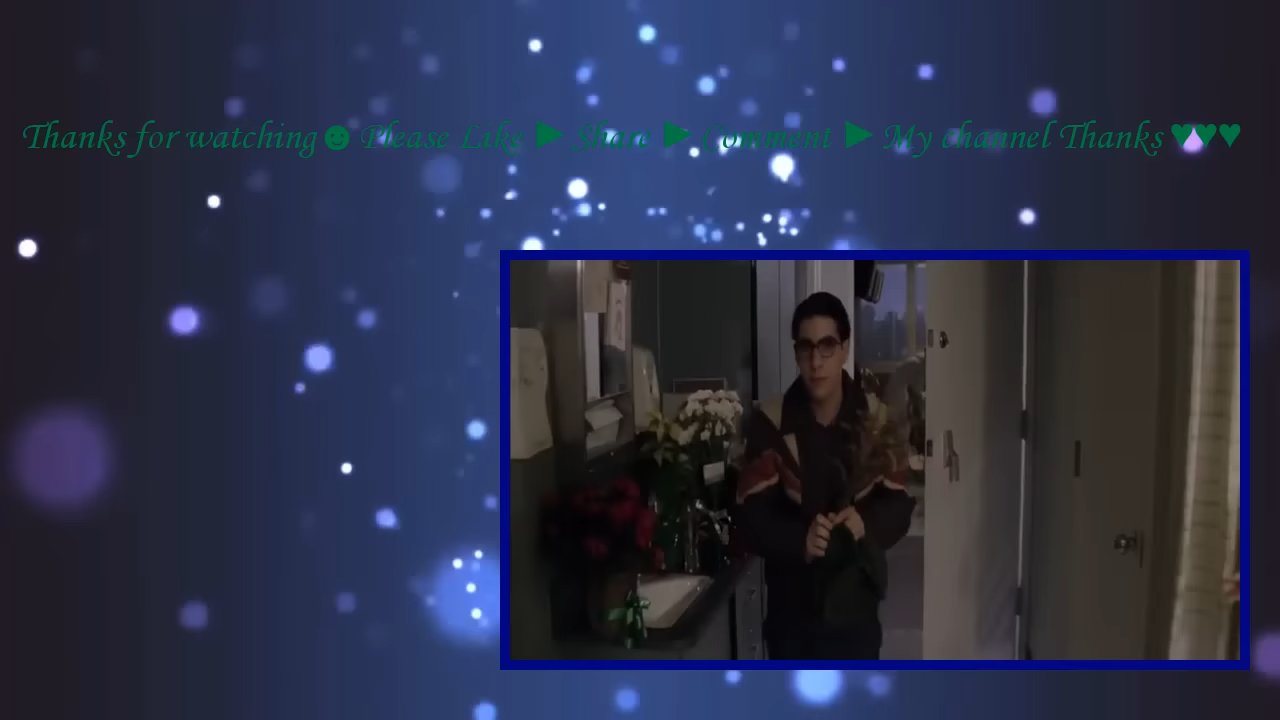 Thanks for watching☻Please Like ► Share ► Comment ► My channel Thanks ♥♥♥